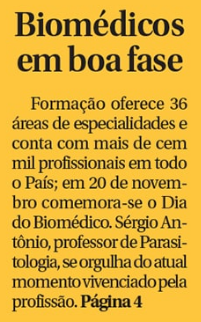 Biomédicos
em boa fase
Formação oferece 36
áreas de especialidades e
conta com mais de cem
mil profissionais em todo
o País; em 20 de novem-
bro comemora-se o Dia
do Biomédico. Sérgio An-
tônio, professor de Parasi-
tologia, se orgulha do atual
momento vivenciado pela
profissão. Página 4